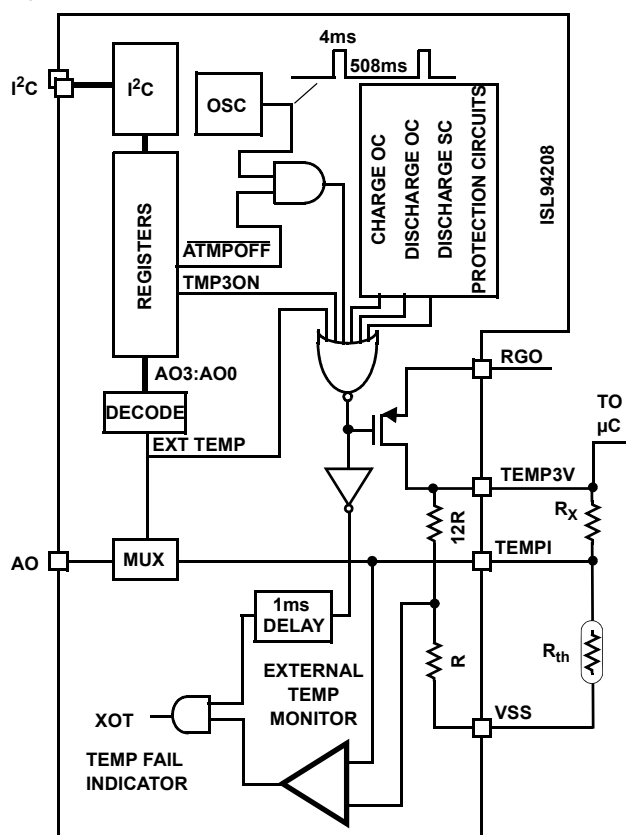 4ms
508ms
I²C
I²C
OSC
CHARGE OC
DISCHARGE OC
DISCHARGE SC
PROTECTION CIRCUITS
ISL94208
REGISTERS
ATMPOFF
TMP3ON
RGO
AO3:AO0
DECODE
TO
µC
EXT TEMP
TEMP3V
RX
12R
AO
MUX
TEMPI
1ms
DELAY
R
Rth
EXTERNAL
TEMP
MONITOR
XOT
VSS
TEMP FAIL
INDICATOR